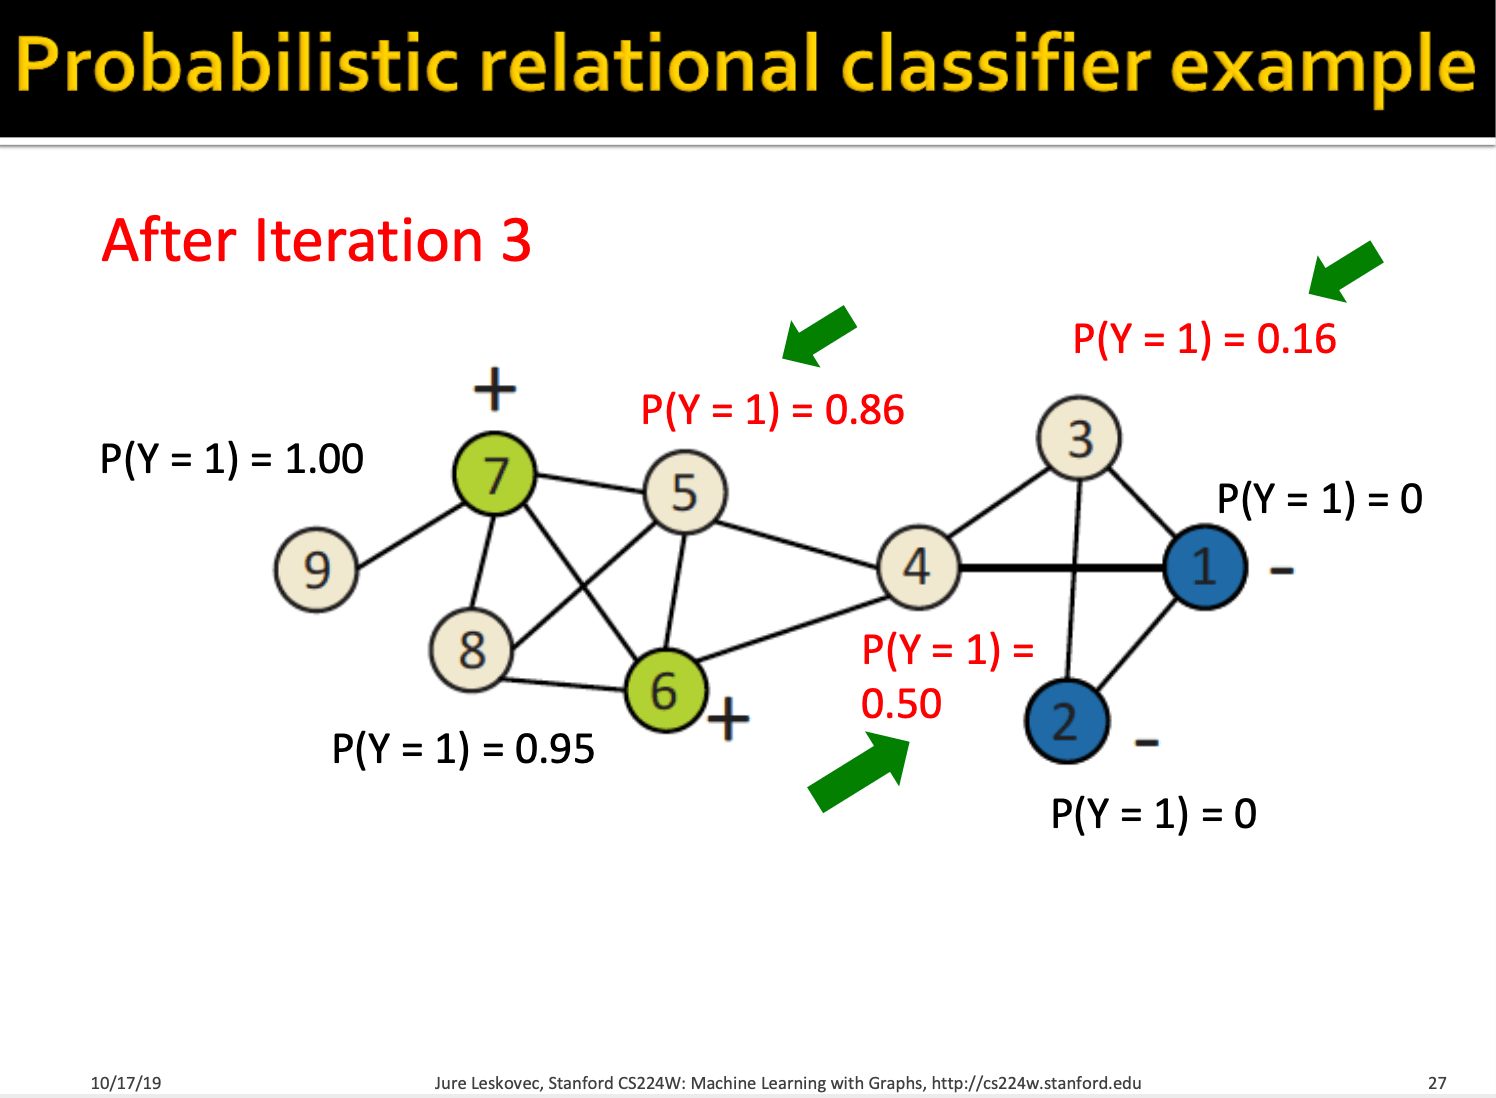 Probabilistic relational classifier example
After Iteration 3
P(Y = 1) = 0.16
+
P(Y = 1) = 0.86
3
P(Y = 1) = 1.00
7
5
P(Y = 1) = 0
9
4
1
-
8
P(Y = 1) =
0.50
6
+
2
-
P(Y = 1) = 0.95
P(Y = 1) = 0
10/17/19
Jure Leskovec, Stanford CS224W: Machine Learning with Graphs, http://cs224w.stanford.edu
27